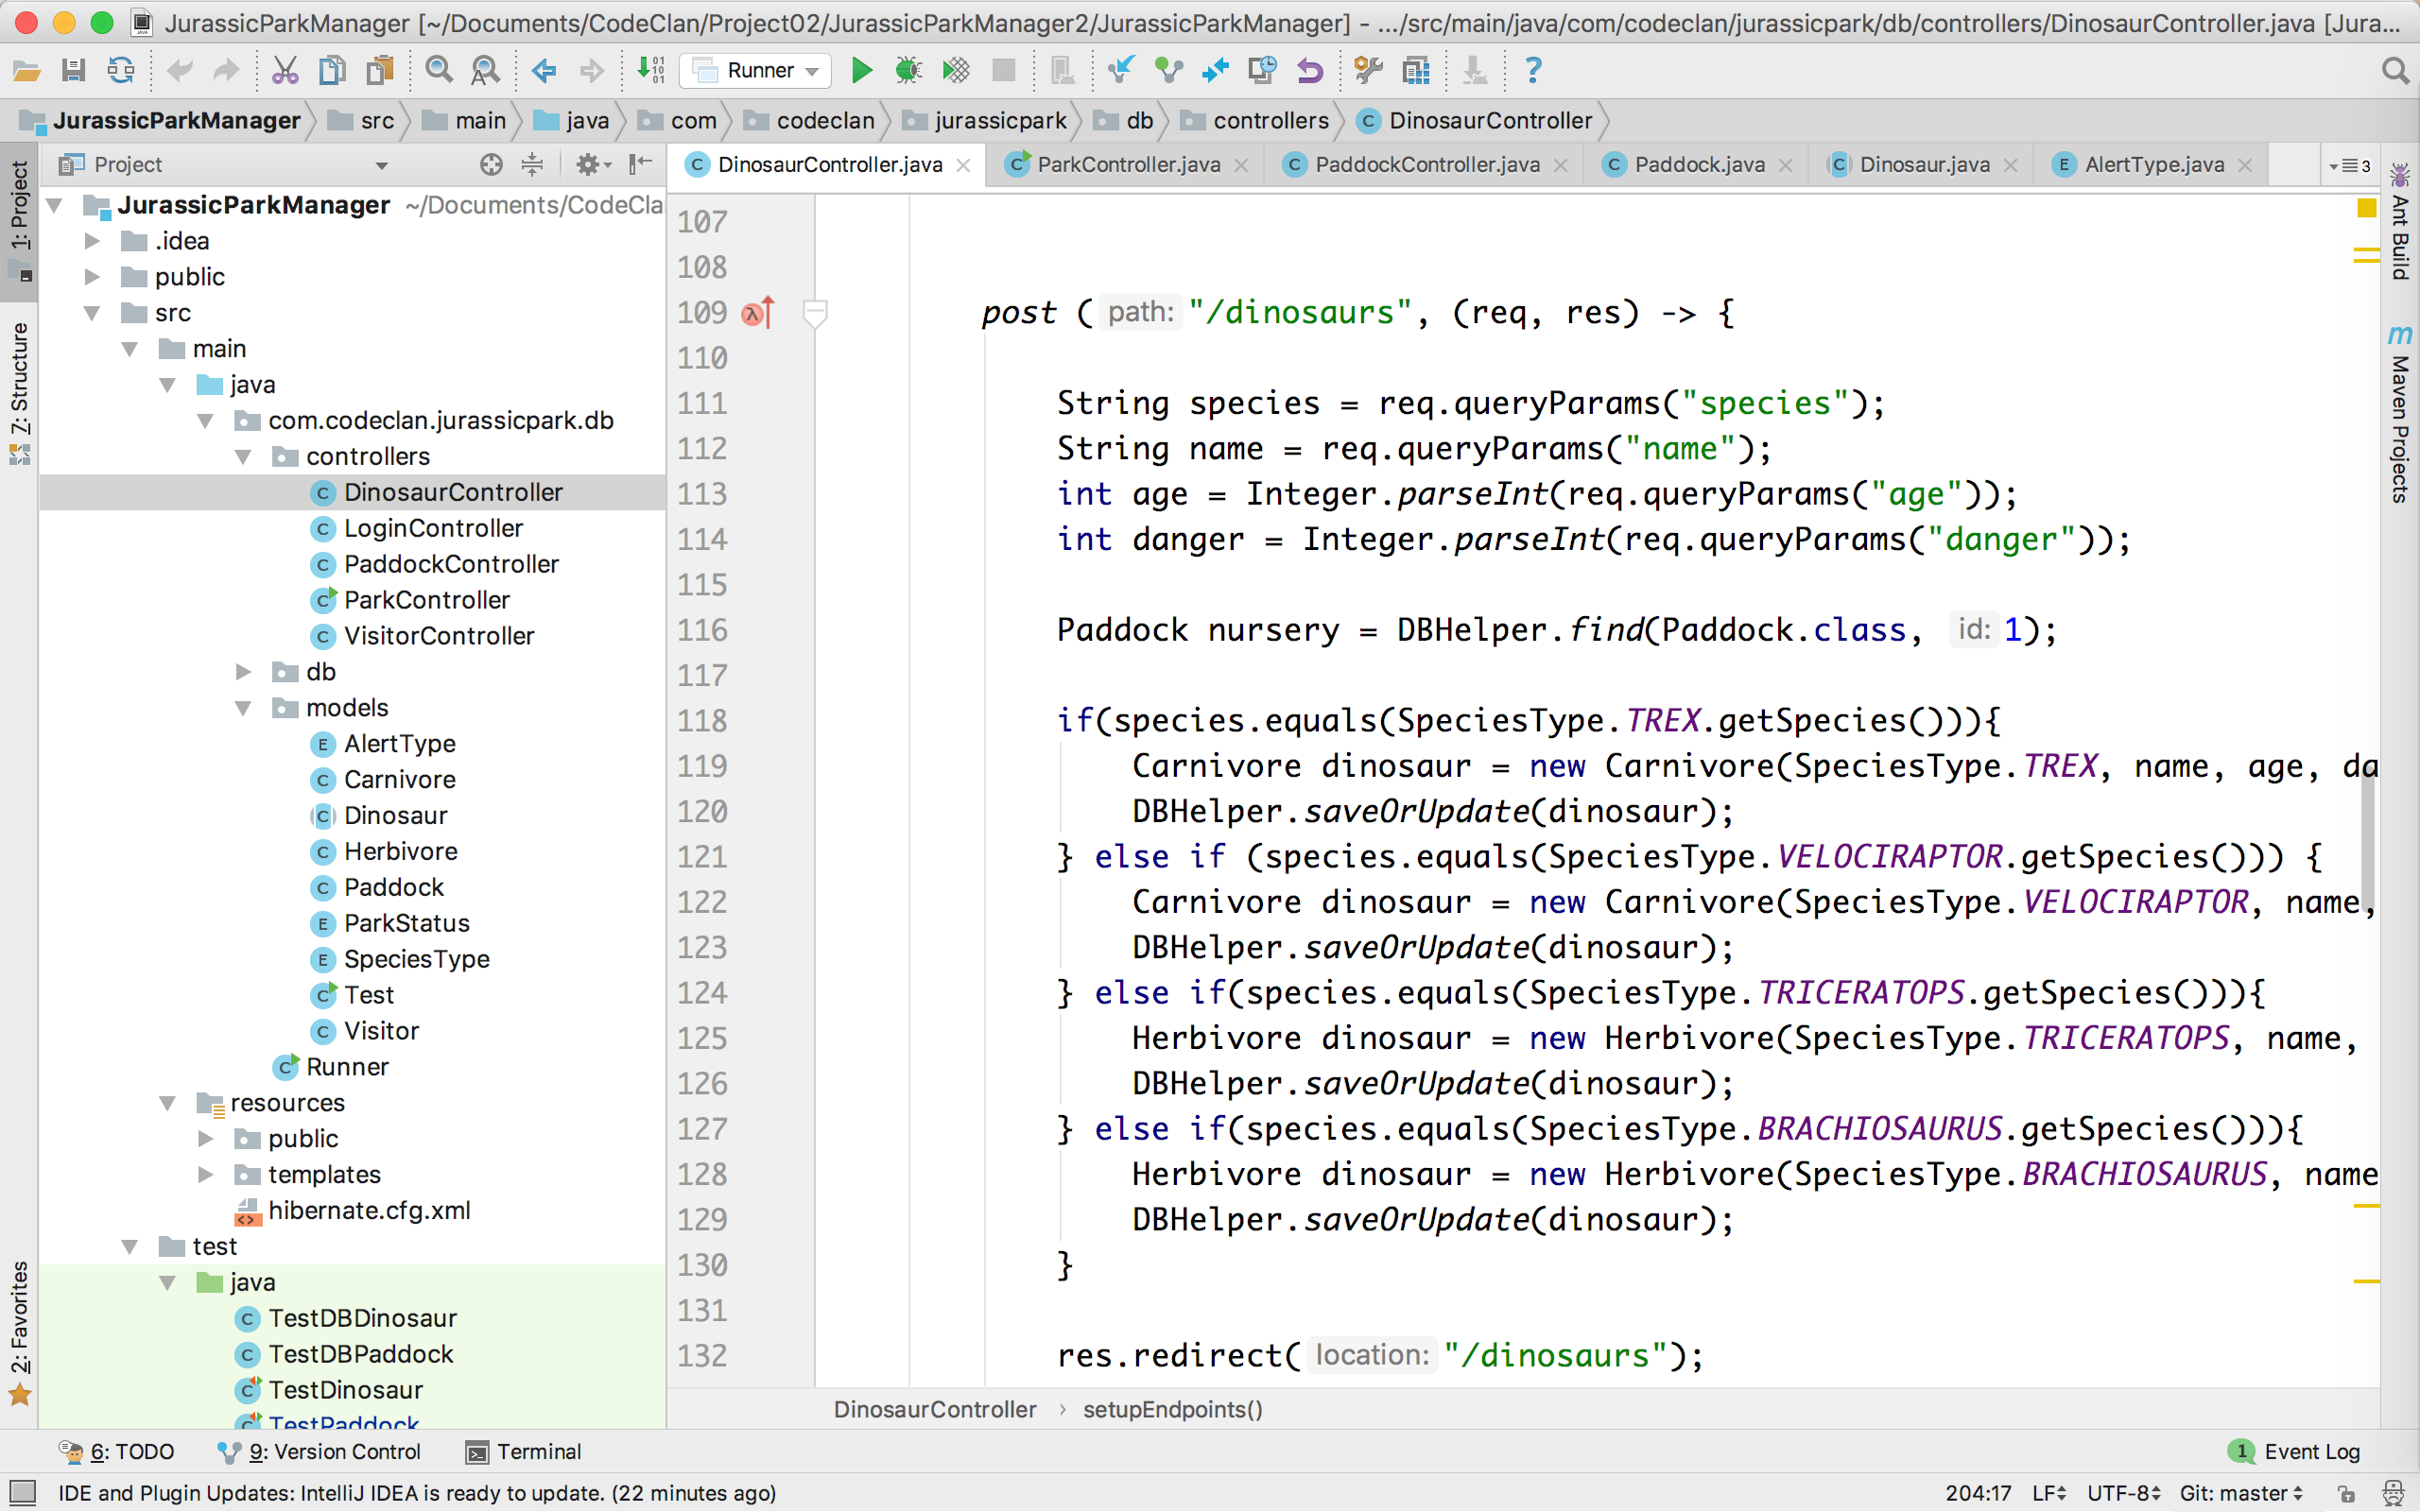 JurassicParkManager [~/Documents/CodeClan/Project02/JurassicParkManager2/JurassicParkManager] - .../src/main/java/com/codeclan/jurassicpark/db/controllers/DinosaurController.java [Jura...
Runner
JurassicParkManager src main java com codeclan jurassicpark db controllers DinosaurController
Project
DinosaurController.java ParkController.java PaddockController.java Paddock.java Dinosaur.java AlertType.java 3
1: Project
7: Structure
2: Favorites
JurassicParkManager ~/Documents/CodeClan
.idea
public
src
main
java
com.codeclan.jurassicpark.db
controllers
DinosaurController
LoginController
PaddockController
ParkController
VisitorController
db
models
AlertType
Carnivore
Dinosaur
Herbivore
Paddock
ParkStatus
SpeciesType
Test
Visitor
Runner
resources
public
templates
hibernate.cfg.xml
test
java
TestDBDinosaur
TestDBPaddock
TestDinosaur
TestPaddock
107
108
109 post ( path: "/dinosaurs", (req, res) -> {
110
111 String species = req.queryParams("species");
112 String name = req.queryParams("name");
113 int age = Integer.parseInt(req.queryParams("age"));
114 int danger = Integer.parseInt(req.queryParams("danger"));
115
116 Paddock nursery = DBHelper.find(Paddock.class, id: 1);
117
118 if(species.equals(SpeciesType.TREX.getSpecies())){
119 Carnivore dinosaur = new Carnivore(SpeciesType.TREX, name, age, da
120 DBHelper.saveOrUpdate(dinosaur);
121 } else if (species.equals(SpeciesType.VELOCIRAPTOR.getSpecies())) {
122 Carnivore dinosaur = new Carnivore(SpeciesType.VELOCIRAPTOR, name,
123 DBHelper.saveOrUpdate(dinosaur);
124 } else if(species.equals(SpeciesType.TRICERATOPS.getSpecies())){
125 Herbivore dinosaur = new Herbivore(SpeciesType.TRICERATOPS, name,
126 DBHelper.saveOrUpdate(dinosaur);
127 } else if(species.equals(SpeciesType.BRACHIOSAURUS.getSpecies())){
128 Herbivore dinosaur = new Herbivore(SpeciesType.BRACHIOSAURUS, name
129 DBHelper.saveOrUpdate(dinosaur);
130 }
131
132 res.redirect( location: "/dinosaurs");
DinosaurController › setupEndpoints()
Ant Build
Maven Projects
6: TODO 9: Version Control Terminal 1 Event Log
IDE and Plugin Updates: IntelliJ IDEA is ready to update. (22 minutes ago) 204:17 LF UTF-8 Git: master